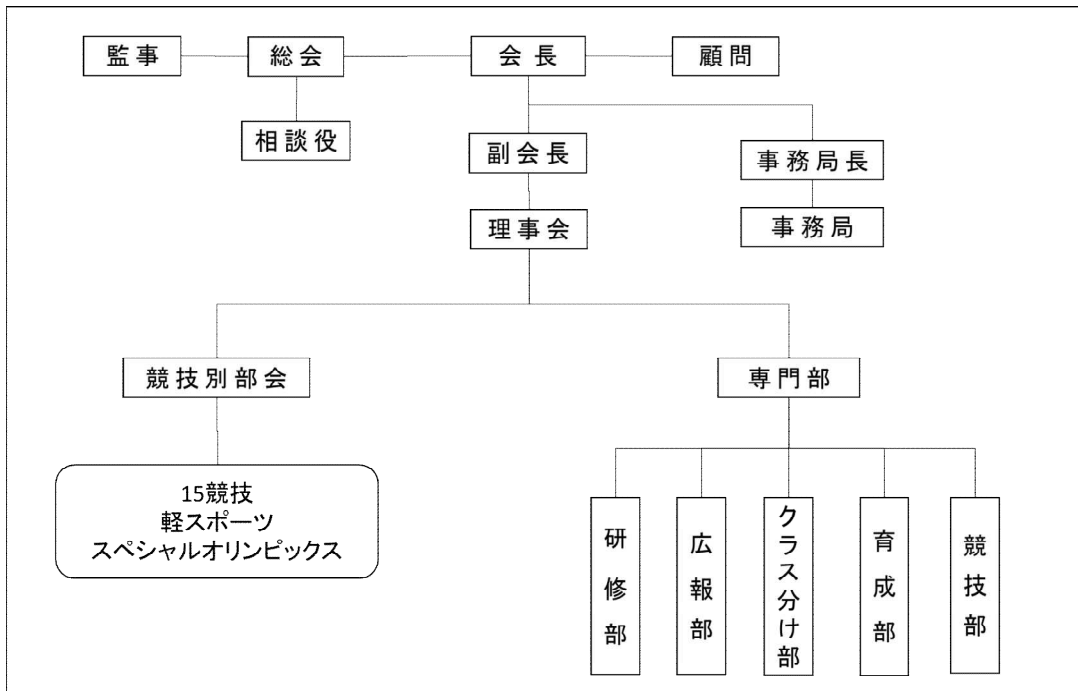 監事
総会
会長
顧問
相談役
副会長
事務局長
理事会
事務局
競技別部会
専門部
15競技
軽スポーツ
スペシャルオリンピックス
研修部
広報部
クラス分け部
育成部
競技部